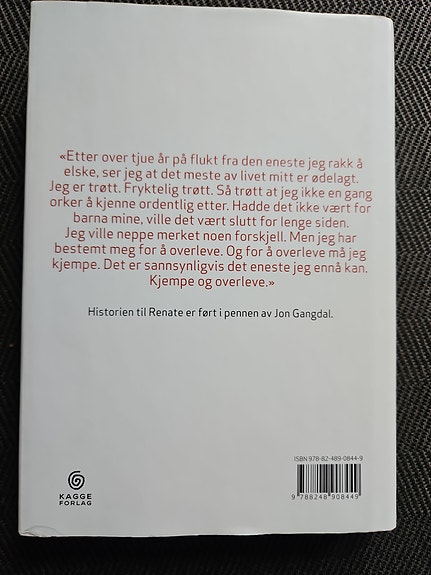 «Etter over tjue år på flukt fra den eneste jeg rakk å
elske, ser jeg at det meste av livet mitt er ødelagt.
Jeg er trøtt. Fryktelig trøtt. Så trøtt at jeg ikke en gang
orker å kjenne ordentlig etter. Hadde det ikke vært for
barna mine, ville det vært slutt for lenge siden.
Jeg ville neppe merket noen forskjell. Men jeg har
bestemt meg for å overleve. Og for å overleve må jeg
kjempe. Det er sannsynligvis det eneste jeg ennå kan.
Kjempe og overleve.»
Historien til Renate er ført i pennen av Jon Gangdal.
ISBN 978-82-489-0844-9
9 788248 908449
KAGGE
FORLAG